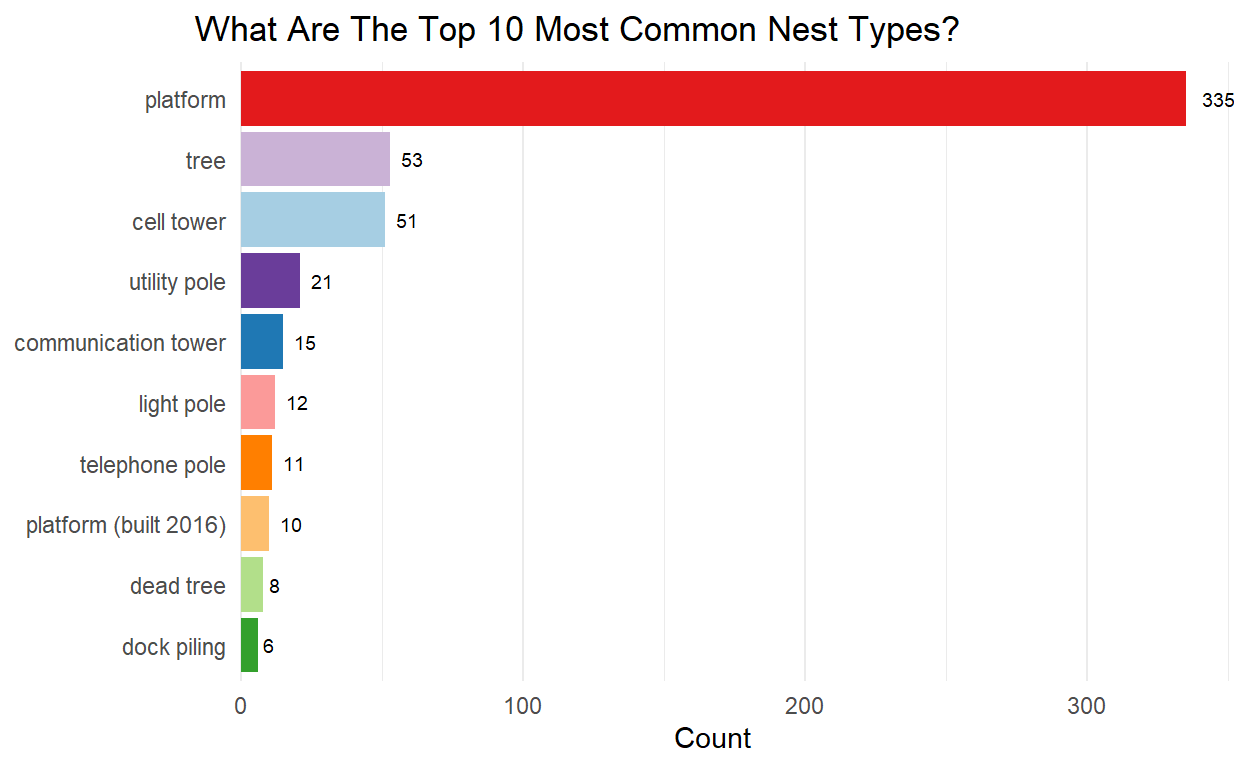 What Are The Top 10 Most Common Nest Types?
platform 335
tree 53
cell tower 51
utility pole 21
communication tower 15
light pole 12
telephone pole 11
platform (built 2016) 10
dead tree 8
dock piling 6
0 100 200 300
Count